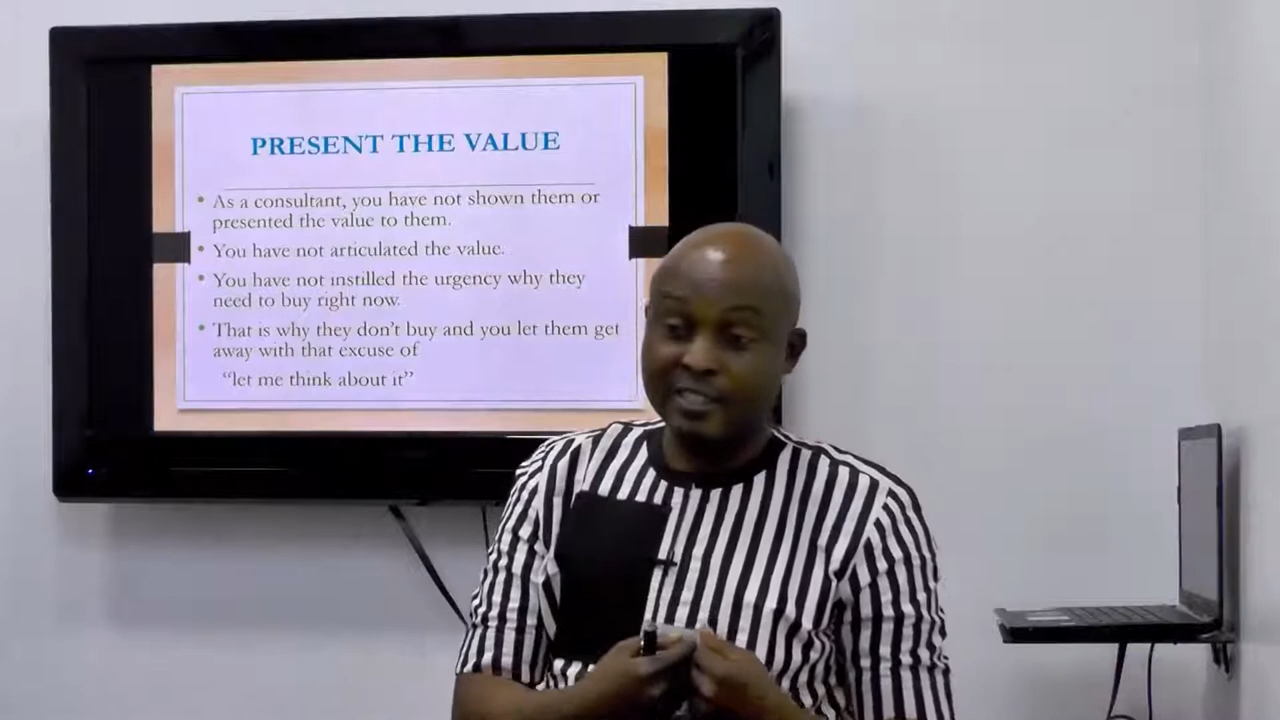 PRESENT THE VALUE
• As a consultant, you have not shown them or
presented the value to them.
• You have not articulated the value.
• You have not instilled the urgency why they
need to buy right now.
• That is why they don't buy and you let them get
away with that excuse of
“let me think about it”